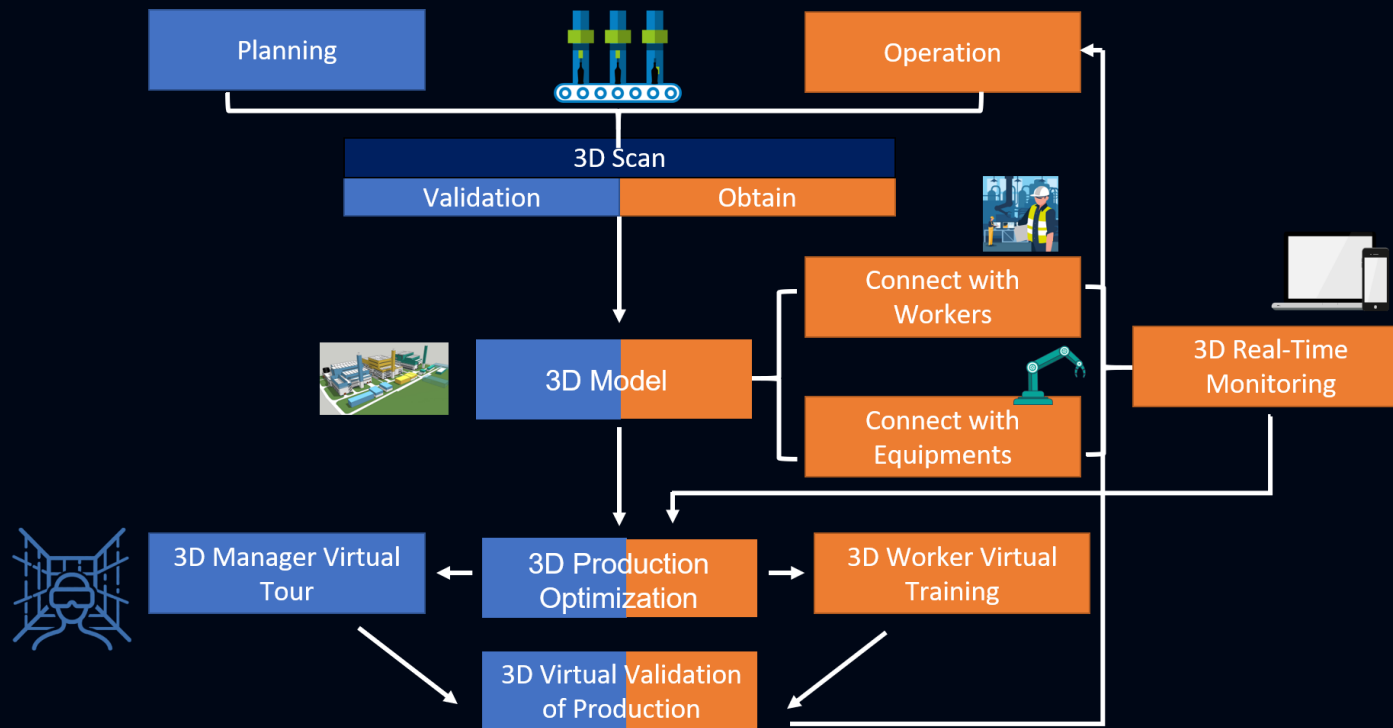 Planning
Operation
3D Scan
Validation
Obtain
Connect with
Workers
3D Real-Time
Monitoring
3D Model
Connect with
Equipments
3D Manager Virtual
Tour
3D Production
Optimization
3D Worker Virtual
Training
3D Virtual Validation
of Production